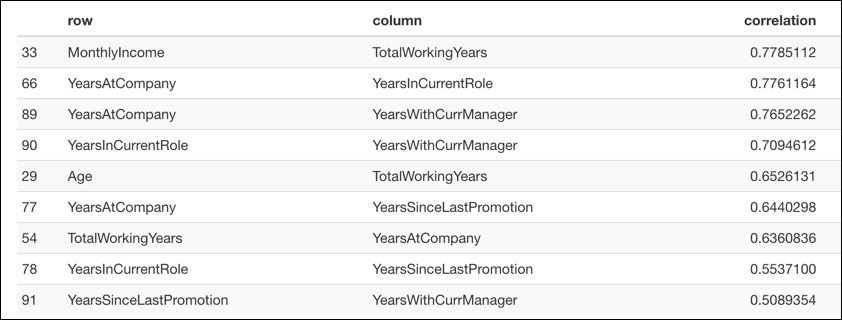 row column correlation
33 MonthlyIncome TotalWorkingYears 0.7785112
66 YearsAtCompany YearsInCurrentRole 0.7761164
89 YearsAtCompany YearsWithCurrManager 0.7652262
90 YearsInCurrentRole YearsWithCurrManager 0.7094612
29 Age TotalWorkingYears 0.6526131
77 YearsAtCompany YearsSinceLastPromotion 0.6440298
54 TotalWorkingYears YearsAtCompany 0.6360836
78 YearsInCurrentRole YearsSinceLastPromotion 0.5537100
91 YearsSinceLastPromotion YearsWithCurrManager 0.5089354